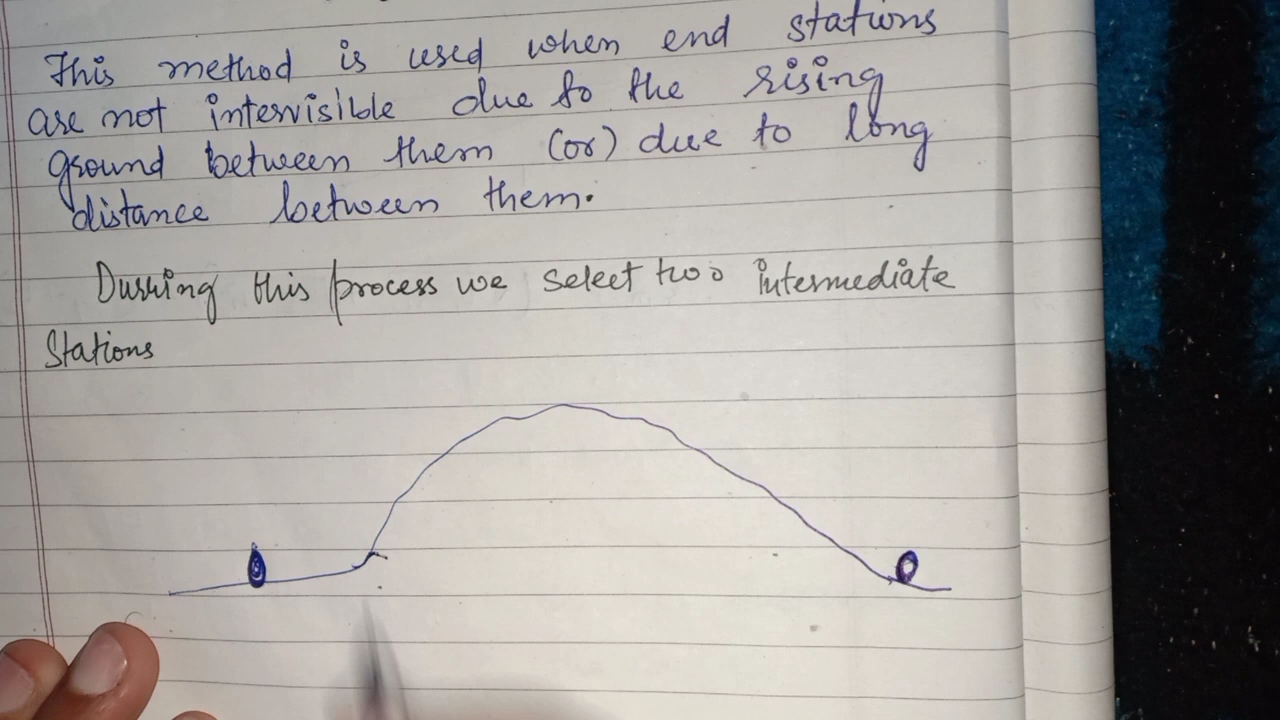 This method is used when end stations
are not intervisible due to the rising
ground between them (or) due to long
distance between them.
During this process we select two intermediate
Stations